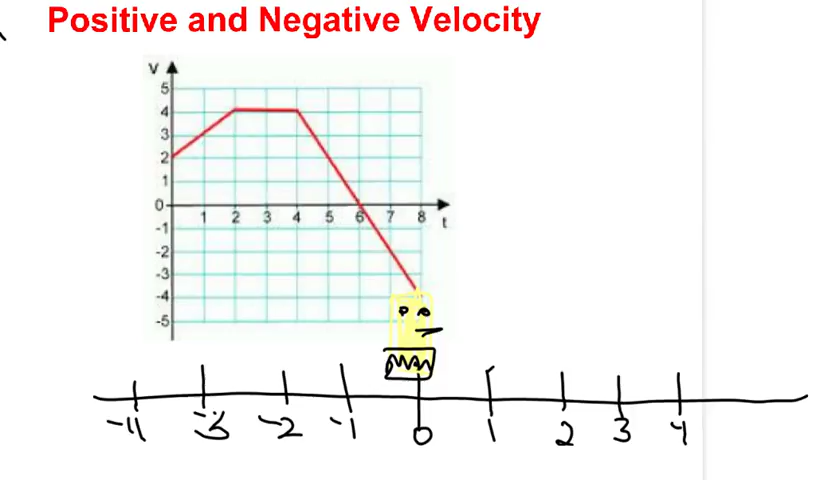 Positive and Negative Velocity
V
5
4
3
2
1
0
1 2 3 4 5 6 7 8
t
-1
-2
-3
-4
-5
-4 -3 -2 -1 0 1 2 3 4